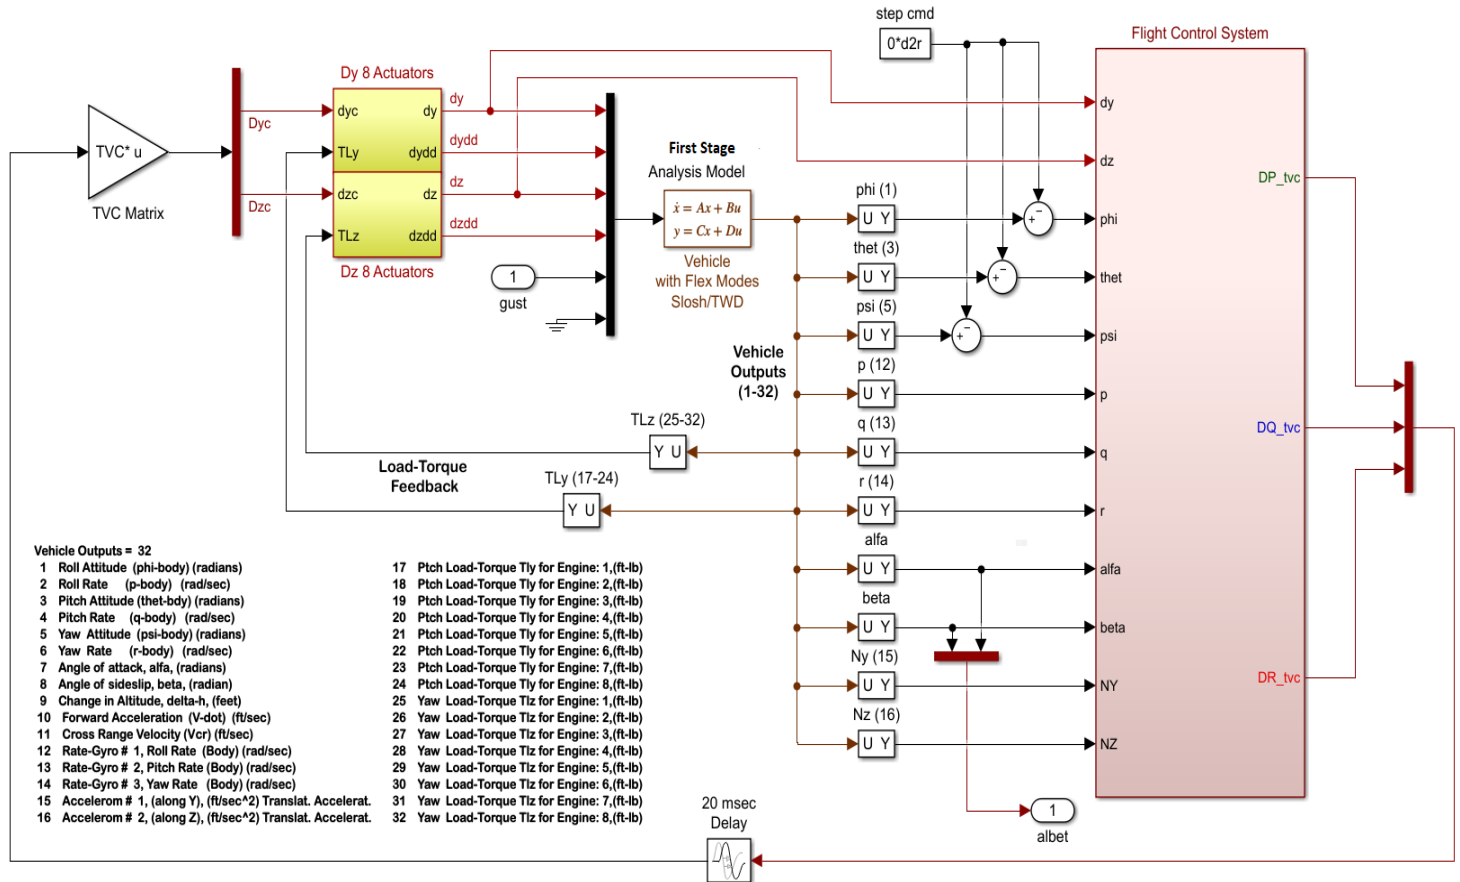 step cmd
0*d2r
Flight Control System
Dy 8 Actuators
dyc
dy
TLy
dydd
dzc
dz
TLz
dzdd
Dz 8 Actuators
Dyc
Dzc
dy
dydd
dz
dzdd
TVC* u
TVC Matrix
First Stage
Analysis Model
ẋ = Ax + Bu
y = Cx + Du
Vehicle
with Flex Modes
Slosh/TWD
1
gust
Vehicle
Outputs
(1-32)
phi (1)
U Y
thet (3)
U Y
psi (5)
U Y
p (12)
U Y
q (13)
U Y
r (14)
U Y
alfa
U Y
beta
U Y
Ny (15)
U Y
Nz (16)
U Y
+ −
+ −
+ −
dy
dz
phi
thet
psi
p
q
r
alfa
beta
NY
NZ
DP_tvc
DQ_tvc
DR_tvc
TLz (25-32)
Y U
TLy (17-24)
Y U
Load-Torque
Feedback
1
albet
20 msec
Delay
Vehicle Outputs = 32
1 Roll Attitude (phi-body) (radians)
2 Roll Rate (p-body) (rad/sec)
3 Pitch Attitude (thet-bdy) (radians)
4 Pitch Rate (q-body) (rad/sec)
5 Yaw Attitude (psi-body) (radians)
6 Yaw Rate (r-body) (rad/sec)
7 Angle of attack, alfa, (radians)
8 Angle of sideslip, beta, (radian)
9 Change in Altitude, delta-h, (feet)
10 Forward Acceleration (V-dot) (ft/sec)
11 Cross Range Velocity (Vcr) (ft/sec)
12 Rate-Gyro # 1, Roll Rate (Body) (rad/sec)
13 Rate-Gyro # 2, Pitch Rate (Body) (rad/sec)
14 Rate-Gyro # 3, Yaw Rate (Body) (rad/sec)
15 Accelerom # 1, (along Y), (ft/sec^2) Translat. Accelerat.
16 Accelerom # 2, (along Z), (ft/sec^2) Translat. Accelerat.
17 Ptch Load-Torque Tly for Engine: 1,(ft-lb)
18 Ptch Load-Torque Tly for Engine: 2,(ft-lb)
19 Ptch Load-Torque Tly for Engine: 3,(ft-lb)
20 Ptch Load-Torque Tly for Engine: 4,(ft-lb)
21 Ptch Load-Torque Tly for Engine: 5,(ft-lb)
22 Ptch Load-Torque Tly for Engine: 6,(ft-lb)
23 Ptch Load-Torque Tly for Engine: 7,(ft-lb)
24 Ptch Load-Torque Tly for Engine: 8,(ft-lb)
25 Yaw Load-Torque Tlz for Engine: 1,(ft-lb)
26 Yaw Load-Torque Tlz for Engine: 2,(ft-lb)
27 Yaw Load-Torque Tlz for Engine: 3,(ft-lb)
28 Yaw Load-Torque Tlz for Engine: 4,(ft-lb)
29 Yaw Load-Torque Tlz for Engine: 5,(ft-lb)
30 Yaw Load-Torque Tlz for Engine: 6,(ft-lb)
31 Yaw Load-Torque Tlz for Engine: 7,(ft-lb)
32 Yaw Load-Torque Tlz for Engine: 8,(ft-lb)